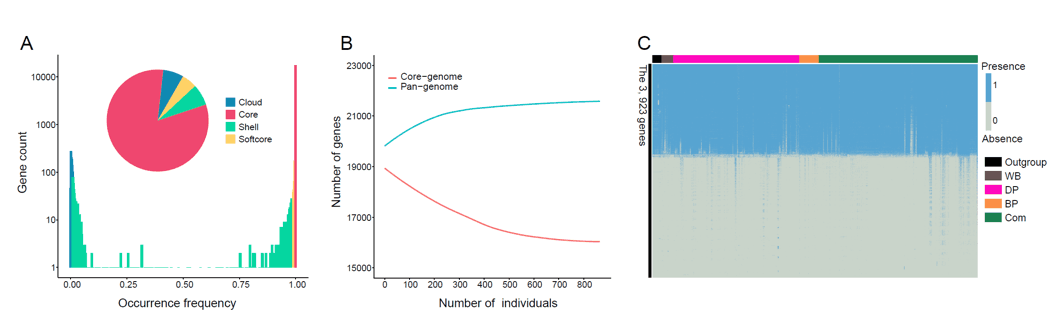 A
10000
1000
100
10
1
Gene count
0.00 0.25 0.50 0.75 1.00
Occurrence frequency
Cloud
Core
Shell
Softcore
B
23000
21000
19000
17000
15000
Number of genes
Core-genome
Pan-genome
0 100 200 300 400 500 600 700 800
Number of individuals
C
The 3, 923 genes
Presence
1
0
Absence
Outgroup
WB
DP
BP
Com